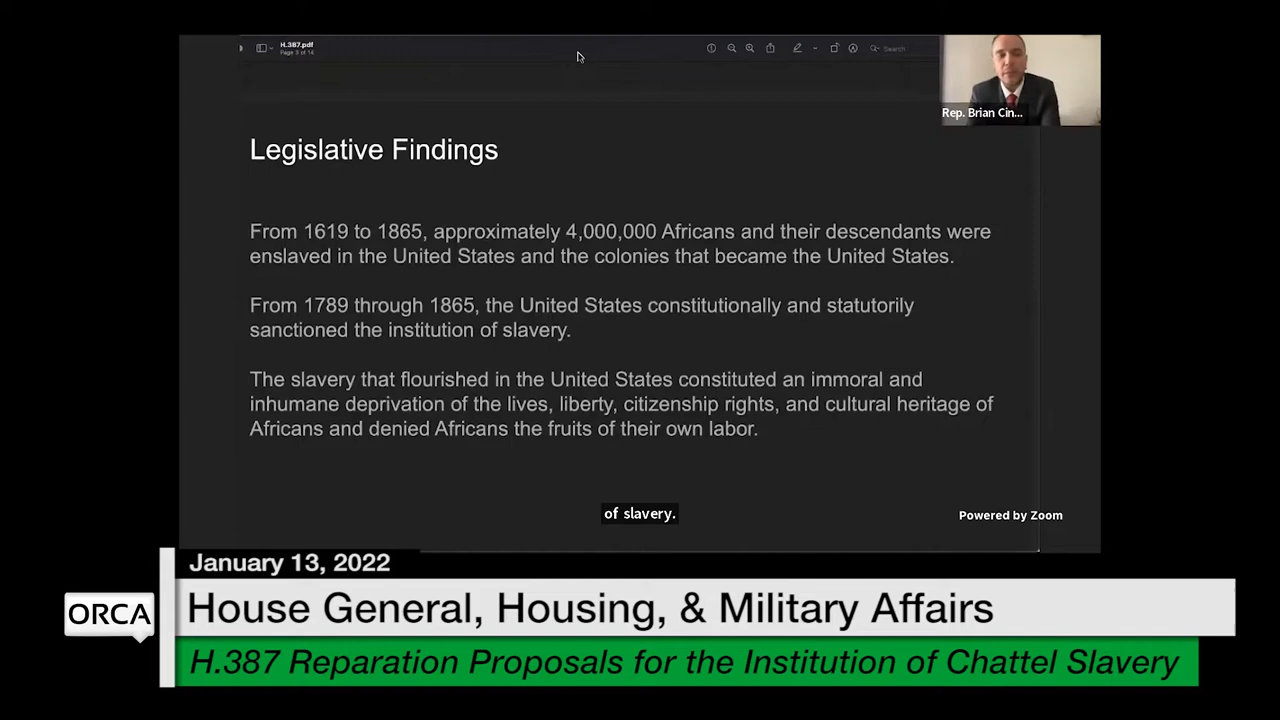 H.387.pdf
Page 3 of 14
Search
Rep. Brian Cin...
Legislative Findings
From 1619 to 1865, approximately 4,000,000 Africans and their descendants were
enslaved in the United States and the colonies that became the United States.
From 1789 through 1865, the United States constitutionally and statutorily
sanctioned the institution of slavery.
The slavery that flourished in the United States constituted an immoral and
inhumane deprivation of the lives, liberty, citizenship rights, and cultural heritage of
Africans and denied Africans the fruits of their own labor.
of slavery.
Powered by Zoom
January 13, 2022
ORCA
House General, Housing, & Military Affairs
H.387 Reparation Proposals for the Institution of Chattel Slavery